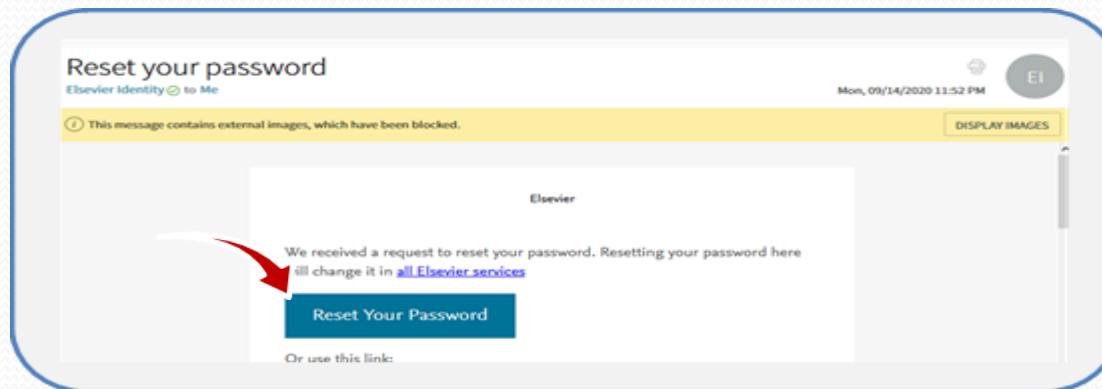 Reset your password
Elsevier Identity to Me
Mon, 09/14/2020 11:52 PM
EI
This message contains external images, which have been blocked.
DISPLAY IMAGES
Elsevier
We received a request to reset your password. Resetting your password here
ill change it in all Elsevier services
Reset Your Password
Or use this link: